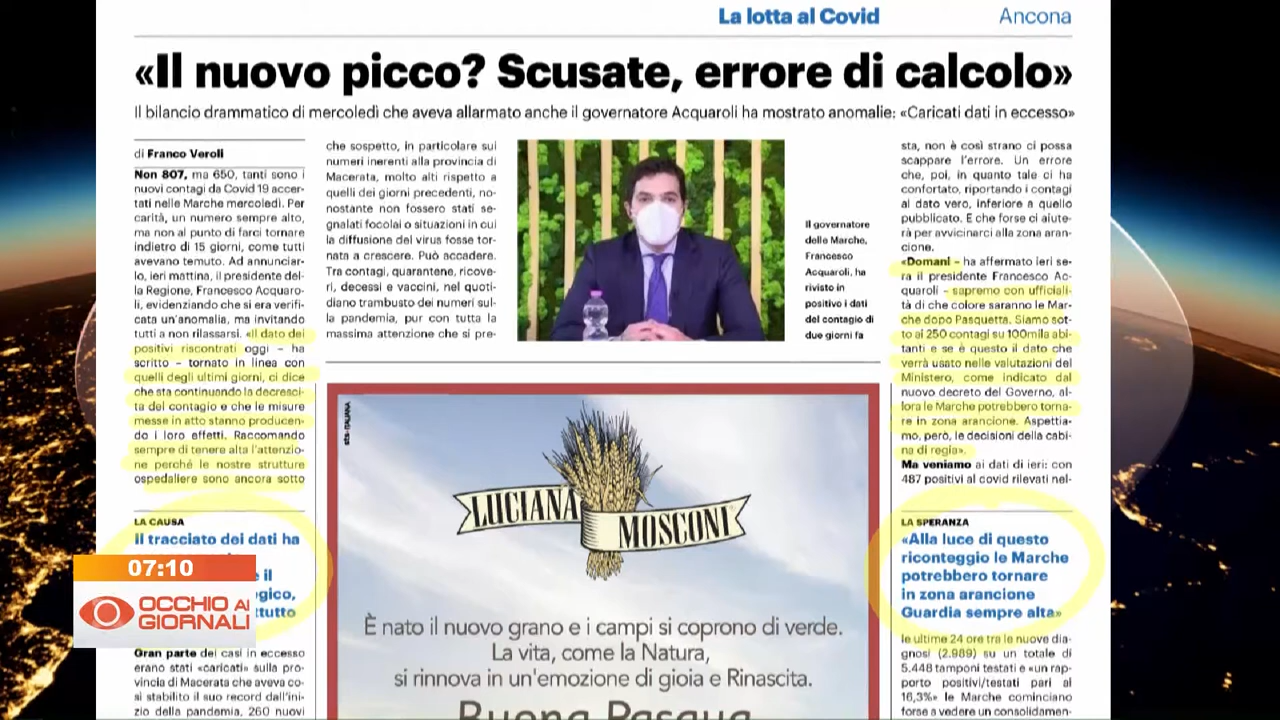 La lotta al Covid
Ancona
«Il nuovo picco? Scusate, errore di calcolo»
Il bilancio drammatico di mercoledì che aveva allarmato anche il governatore Acquaroli ha mostrato anomalie: «Caricati dati in eccesso»
di Franco Veroli
Non 807, ma 650, tanti sono i
nuovi contagi da Covid 19 accer-
tati nelle Marche mercoledì. Per
carità, un numero sempre alto,
ma non al punto di farci tornare
indietro di 15 giorni, come tutti
avevano temuto. Ad annunciar-
lo, ieri mattina, il presidente del-
la Regione, Francesco Acquaro-
li, evidenziando che si era verifi-
cata un'anomalia, ma invitando
tutti a non rilassarsi. «Il dato dei
positivi riscontrati oggi – ha
scritto – tornato in linea con
quelli degli ultimi giorni, ci dice
che sta continuando la decresci-
ta del contagio e che le misure
messe in atto stanno producen-
do i loro effetti. Raccomando
sempre di tenere alta l'attenzio-
ne perché le nostre strutture
ospedaliere sono ancora sotto
LA CAUSA
Il tracciato dei dati ha
e il
gico,
tutto
Gran parte dei casi in eccesso
erano stati «caricati» sulla pro-
vincia di Macerata che aveva co-
sì stabilito il suo record dall'ini-
zio della pandemia, 260 nuovi
che sospetto, in particolare sui
numeri inerenti alla provincia di
Macerata, molto alti rispetto a
quelli dei giorni precedenti, no-
nostante non fossero stati se-
gnalati focolai o situazioni in cui
la diffusione del virus fosse tor-
nata a crescere. Può accadere.
Tra contagi, quarantene, ricove-
ri, decessi e vaccini, nel quoti-
diano trambusto dei numeri sul-
la pandemia, pur con tutta la
massima attenzione che si pre-
Il governatore
delle Marche,
Francesco
Acquaroli, ha
rivisto in
positivo i dati
del contagio di
due giorni fa
sta, non è così strano ci possa
scappare l'errore. Un errore
che, poi, in quanto tale ci ha
confortato, riportando i contagi
al dato vero, inferiore a quello
pubblicato. E che forse ci aiute-
rà per avvicinarci alla zona aran-
cione.
«Domani – ha affermato ieri se-
ra il presidente Francesco Ac-
quaroli – sapremo con ufficiali-
tà di che colore saranno le Mar-
che dopo Pasquetta. Siamo sot-
to ai 250 contagi su 100mila abi-
tanti e se è questo il dato che
verrà usato nelle valutazioni del
Ministero, come indicato dal
nuovo decreto del Governo, al-
lora le Marche potrebbero torna-
re in zona arancione. Aspettia-
mo, però, le decisioni della cabi-
na di regia».
Ma veniamo ai dati di ieri: con
487 positivi al covid rilevati nel-
LA SPERANZA
«Alla luce di questo
riconteggio le Marche
potrebbero tornare
in zona arancione
Guardia sempre alta»
le ultime 24 ore tra le nuove dia-
gnosi (2.989) su un totale di
5.448 tamponi testati e «un rap-
porto positivi/testati pari al
16,3%» le Marche cominciano
forse a vedere un consolidamen-
LUCIANA
MOSCONI
È nato il nuovo grano e i campi si coprono di verde.
La vita, come la Natura,
si rinnova in un'emozione di gioia e Rinascita.
Buona Pasqua
07:10
OCCHIO AI
GIORNALI